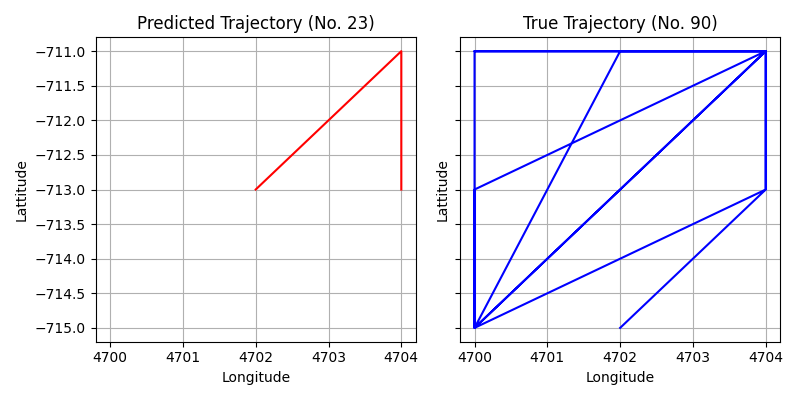 Predicted Trajectory (No. 23)
−711.0
−711.5
−712.0
−712.5
−713.0
−713.5
−714.0
−714.5
−715.0
Lattitude
4700 4701 4702 4703 4704
Longitude
True Trajectory (No. 90)
Lattitude
4700 4701 4702 4703 4704
Longitude